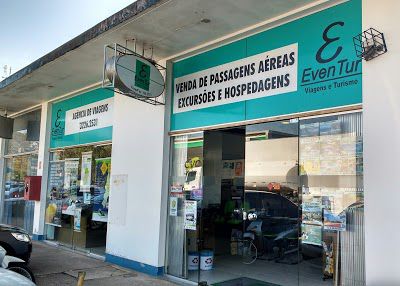 AGÊNCIA DE VIAGENS
VENDA DE PASSAGENS AÉREAS
EXCURSÕES E HOSPEDAGENS
EvenTur
Viagens e Turismo